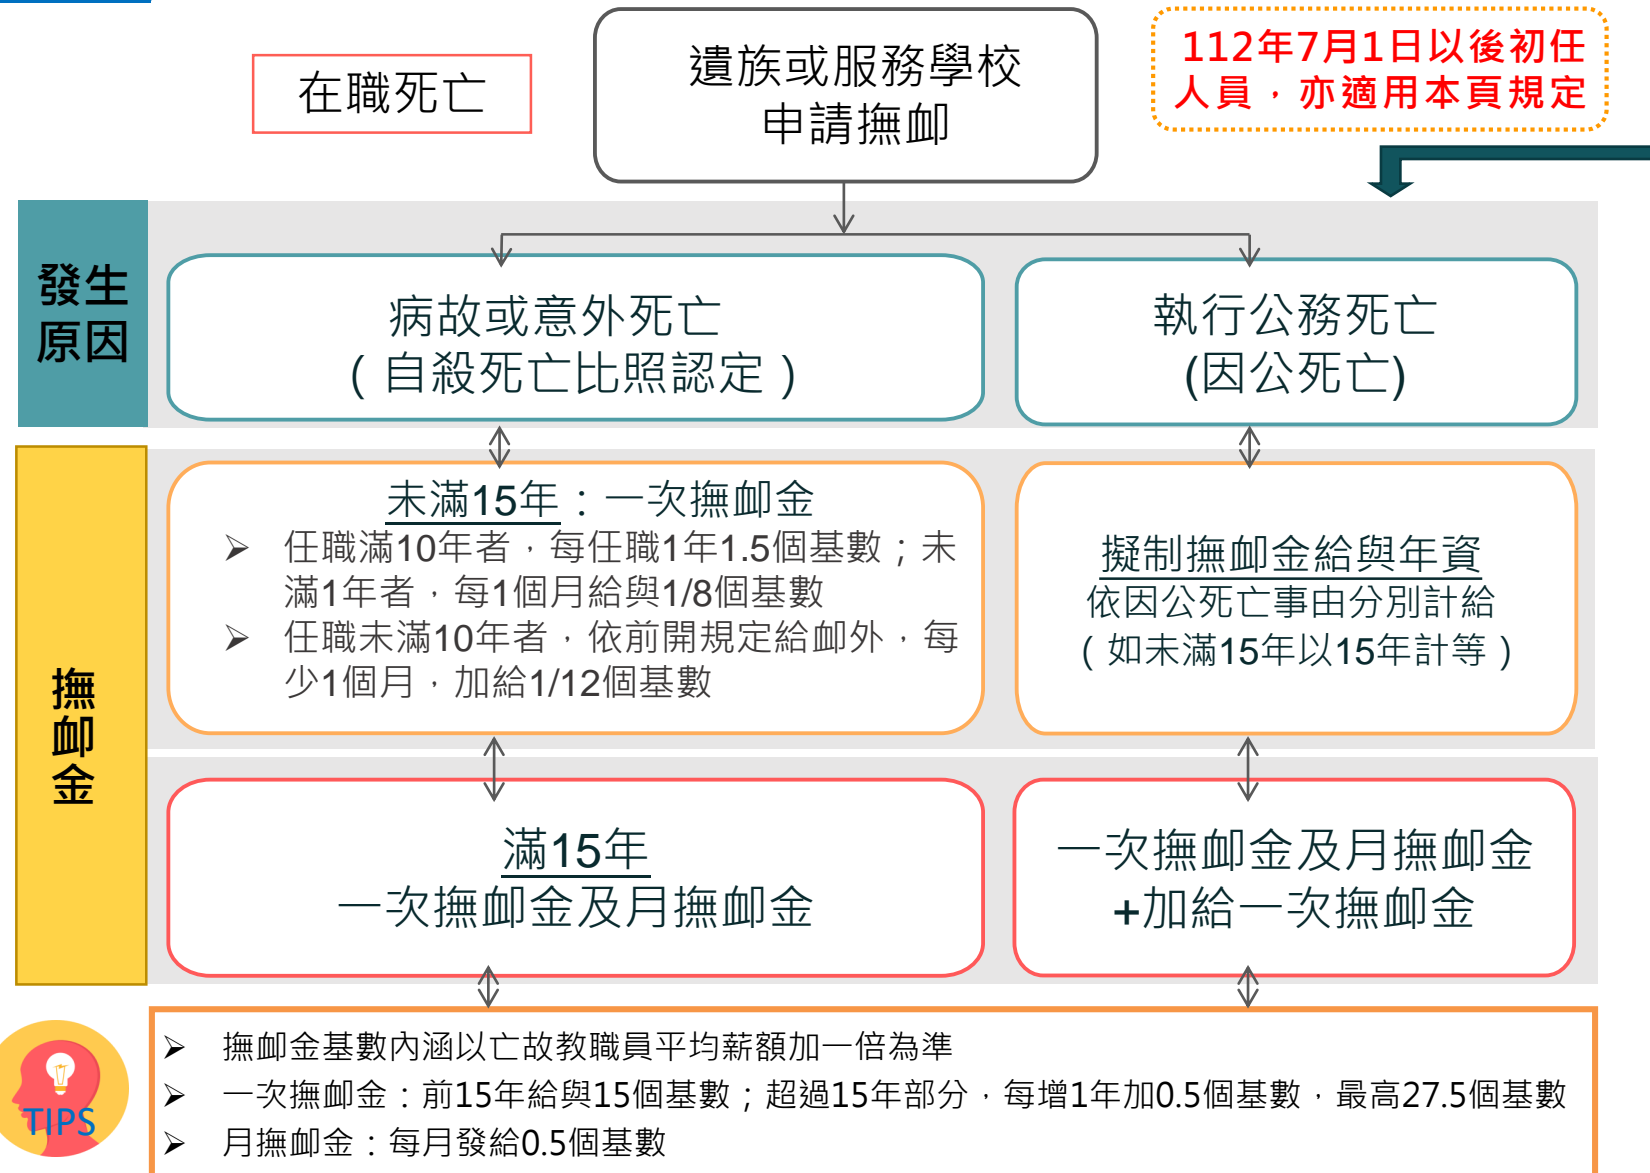 在職死亡
遺族或服務學校
申請撫卹
112年7月1日以後初任
人員，亦適用本頁規定
發生
原因
病故或意外死亡
（自殺死亡比照認定）
執行公務死亡
(因公死亡)
撫
卹
金
未滿15年：一次撫卹金
➢ 任職滿10年者，每任職1年1.5個基數；未
滿1年者，每1個月給與1/8個基數
➢ 任職未滿10年者，依前開規定給卹外，每
少1個月，加給1/12個基數
擬制撫卹金給與年資
依因公死亡事由分別計給
（如未滿15年以15年計等）
滿15年
一次撫卹金及月撫卹金
一次撫卹金及月撫卹金
+加給一次撫卹金
TIPS
➢ 撫卹金基數內涵以亡故教職員平均薪額加一倍為準
➢ 一次撫卹金：前15年給與15個基數；超過15年部分，每增1年加0.5個基數，最高27.5個基數
➢ 月撫卹金：每月發給0.5個基數